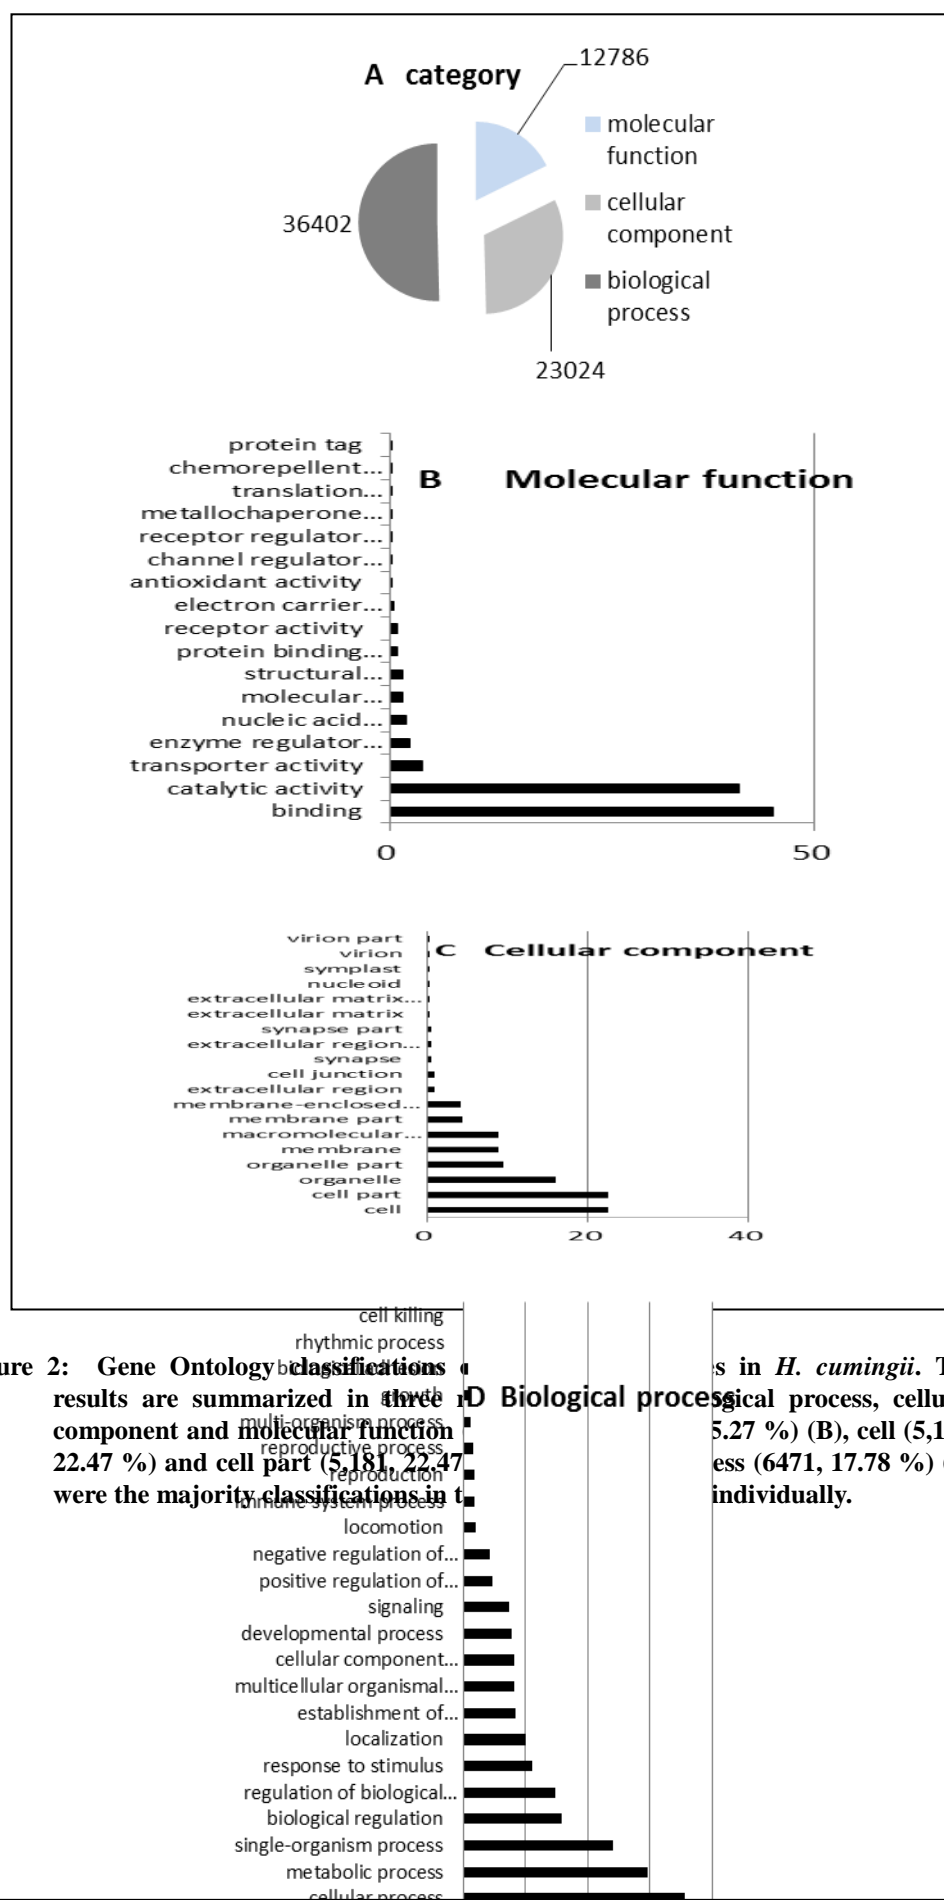 A category
12786
molecular
function
cellular
component
biological
process
36402
23024
B Molecular function
protein tag
chemorepellent...
translation...
metallochaperone...
receptor regulator...
channel regulator...
antioxidant activity
electron carrier...
receptor activity
protein binding...
structural...
molecular...
nucleic acid...
enzyme regulator...
transporter activity
catalytic activity
binding
0 50
C Cellular component
virion part
virion
symplast
nucleoid
extracellular matrix...
extracellular matrix
synapse part
extracellular region...
synapse
cell junction
extracellular region
membrane-enclosed...
membrane part
macromolecular...
membrane
organelle part
organelle
cell part
cell
0 20 40
D Biological process
cell killing
rhythmic process
biological adhesion
growth
multi-organism process
reproductive process
reproduction
immune system process
locomotion
negative regulation of...
positive regulation of...
signaling
developmental process
cellular component...
multicellular organismal...
establishment of...
localization
response to stimulus
regulation of biological...
biological regulation
single-organism process
metabolic process
cellular process
ure 2: Gene Ontology classifications s in H. cumingii. T
results are summarized in three gical process, cellu
component and molecular function 5.27 %) (B), cell (5,1
22.47 %) and cell part (5,181, 22.47 ess (6471, 17.78 %) (
were the majority classifications in t individually.